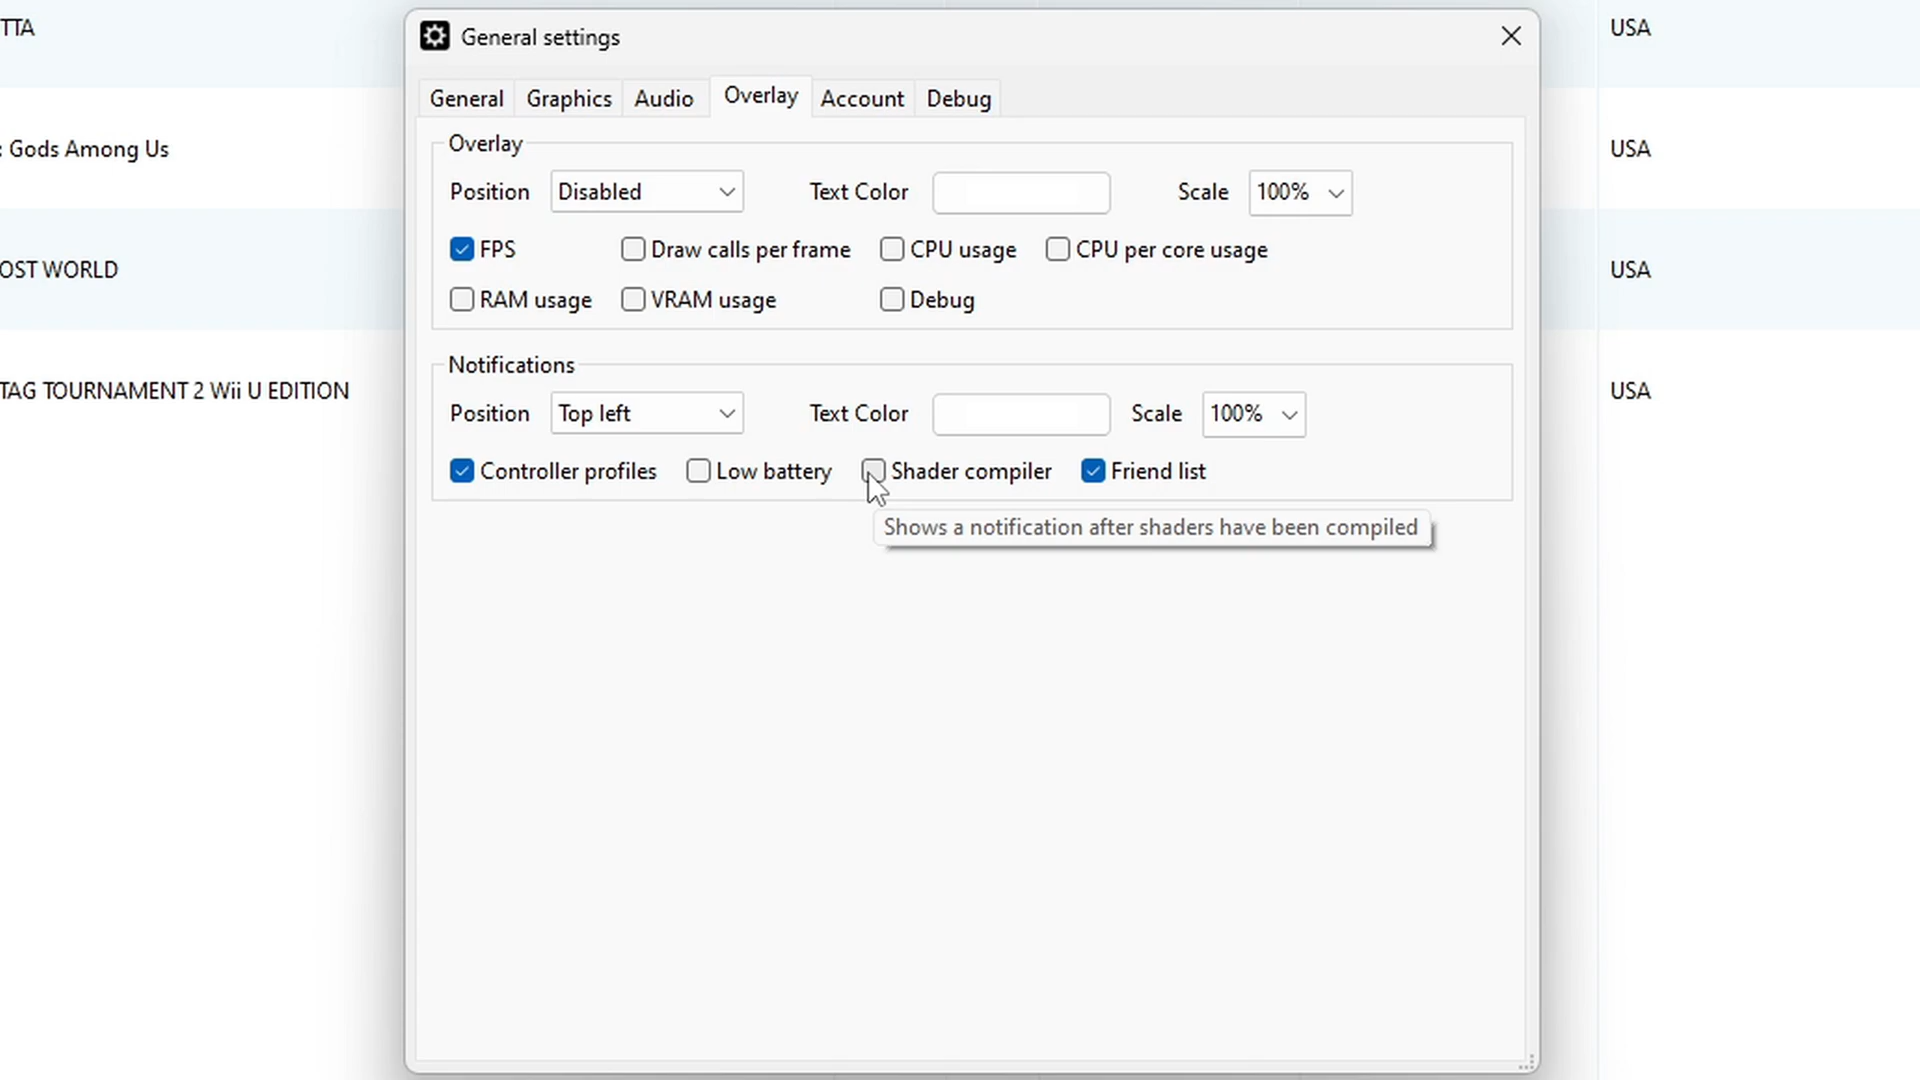 TTA
: Gods Among Us
OST WORLD
TAG TOURNAMENT 2 Wii U EDITION
General settings
General Graphics Audio Overlay Account Debug
Overlay
Position Disabled Text Color Scale 100%
FPS Draw calls per frame CPU usage CPU per core usage
RAM usage VRAM usage Debug
Notifications
Position Top left Text Color Scale 100%
Controller profiles Low battery Shader compiler Friend list
Shows a notification after shaders have been compiled
USA
USA
USA
USA